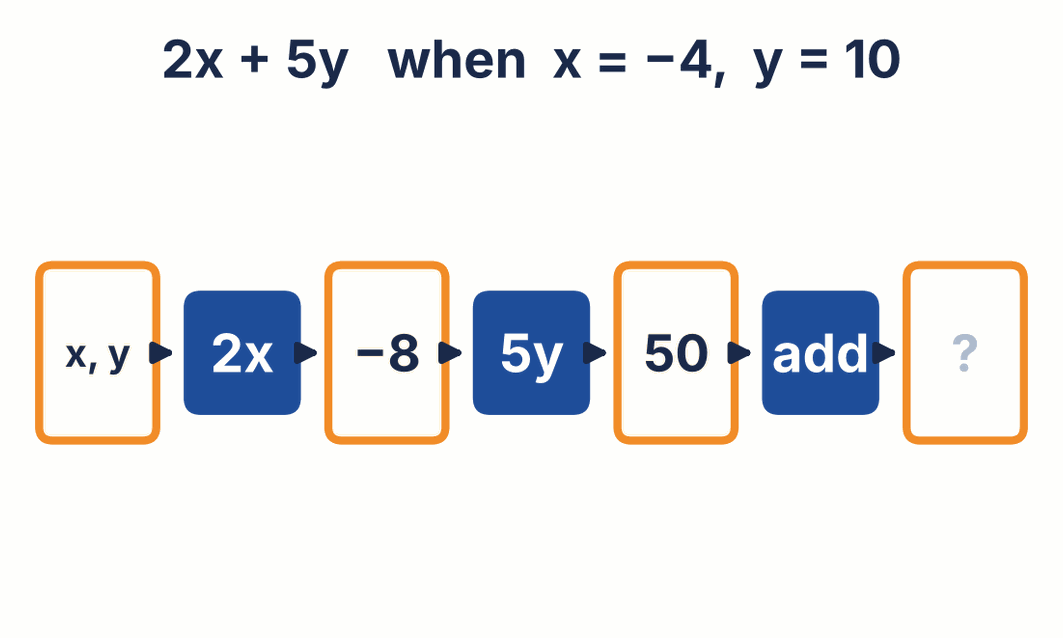 2x + 5y when x = −4, y = 10
x, y 2x −8 5y 50 add ?